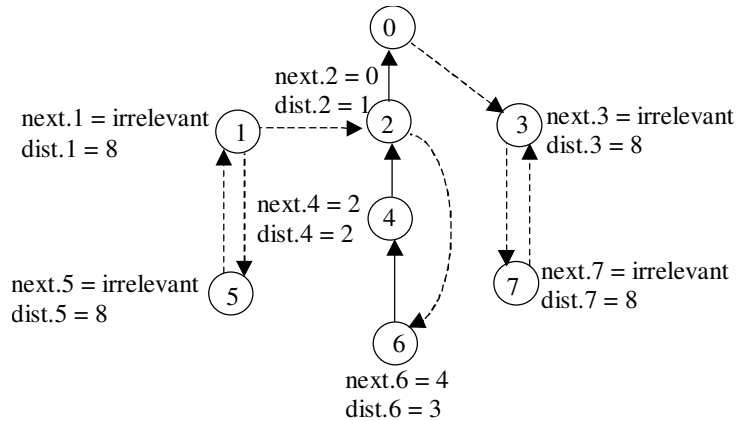 0
next.2 = 0
dist.2 = 1
2
next.1 = irrelevant
dist.1 = 8
1
3
next.3 = irrelevant
dist.3 = 8
next.4 = 2
dist.4 = 2
4
next.5 = irrelevant
dist.5 = 8
5
7
next.7 = irrelevant
dist.7 = 8
6
next.6 = 4
dist.6 = 3